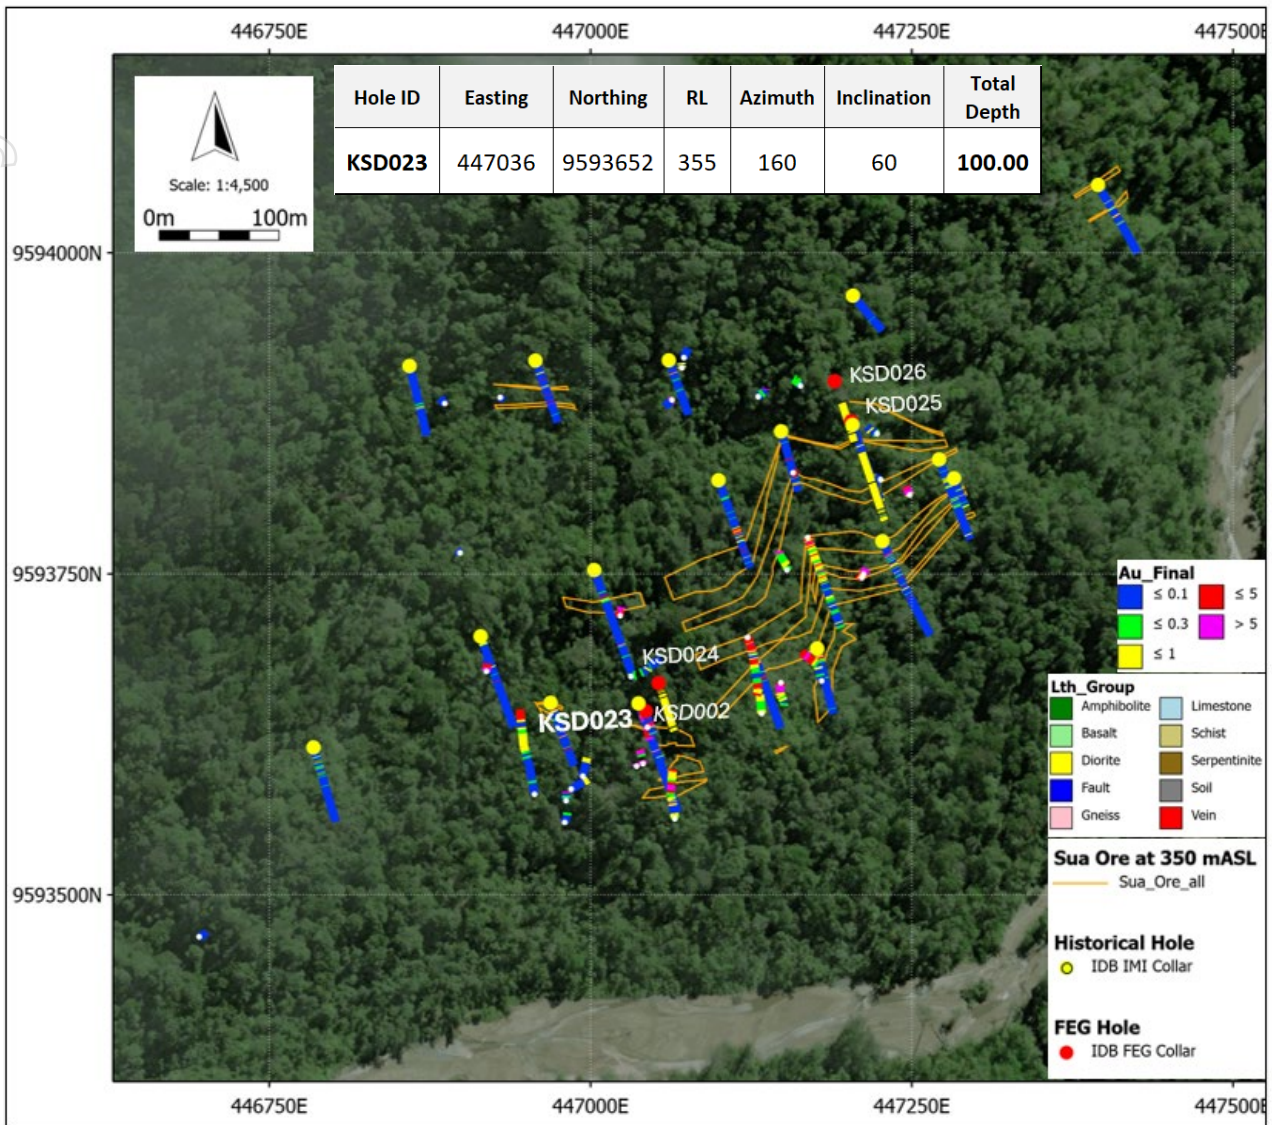 446750E 447000E 447250E 447500E
Hole ID Easting Northing RL Azimuth Inclination Total Depth
KSD023 447036 9593652 355 160 60 100.00
Scale: 1:4,500
0m 100m
9594000N
KSD026
KSD025
9593750N
Au_Final
≤ 0.1 ≤ 5
≤ 0.3 > 5
≤ 1
KSD024
KSD002
KSD023
Lth_Group
Amphibolite Limestone
Basalt Schist
Diorite Serpentinite
Fault Soil
Gneiss Vein
Sua Ore at 350 mASL
Sua_Ore_all
9593500N
Historical Hole
IDB IMI Collar
FEG Hole
IDB FEG Collar
446750E 447000E 447250E 447500E